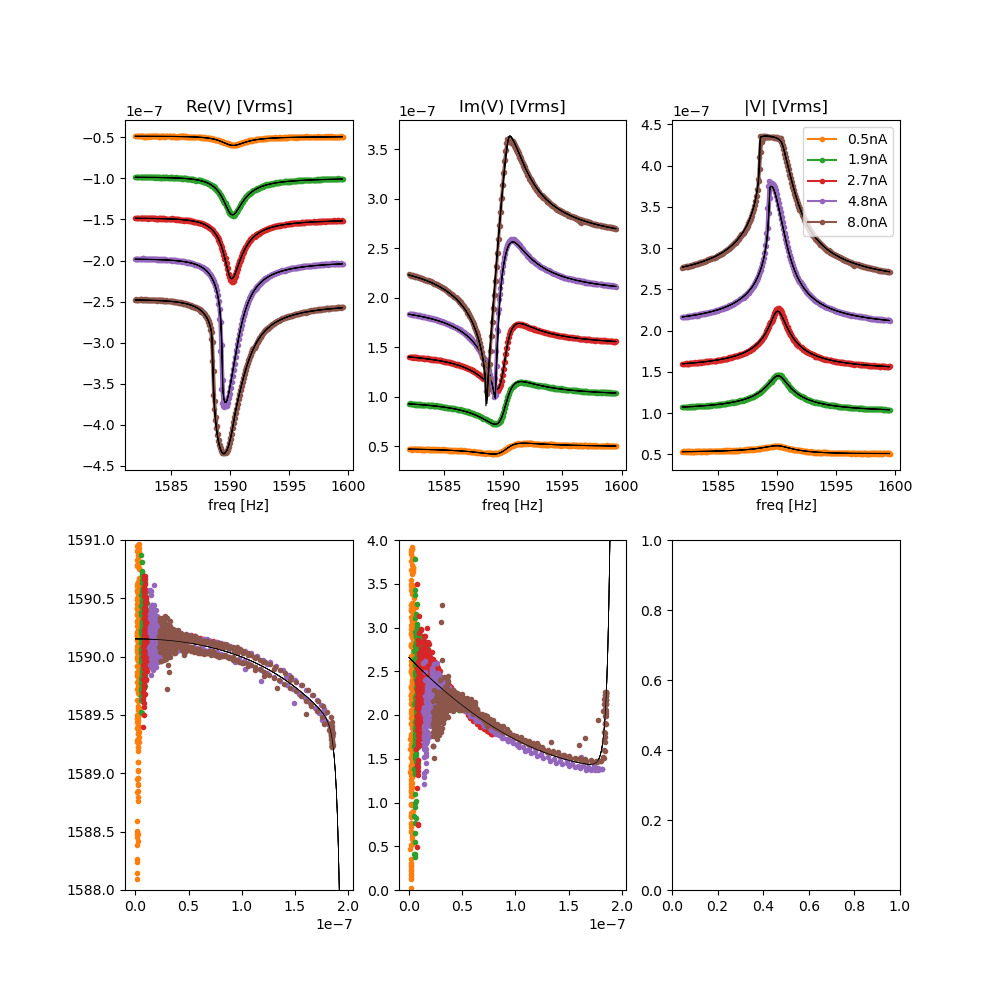 Re(V) [Vrms]
1e−7
−0.5
−1.0
−1.5
−2.0
−2.5
−3.0
−3.5
−4.0
−4.5
1585 1590 1595 1600
freq [Hz]
Im(V) [Vrms]
1e−7
3.5
3.0
2.5
2.0
1.5
1.0
0.5
1585 1590 1595 1600
freq [Hz]
|V| [Vrms]
1e−7
4.5
4.0
3.5
3.0
2.5
2.0
1.5
1.0
0.5
1585 1590 1595 1600
freq [Hz]
0.5nA
1.9nA
2.7nA
4.8nA
8.0nA
1591.0
1590.5
1590.0
1589.5
1589.0
1588.5
1588.0
0.0 0.5 1.0 1.5 2.0
1e−7
4.0
3.5
3.0
2.5
2.0
1.5
1.0
0.5
0.0
0.0 0.5 1.0 1.5 2.0
1e−7
1.0
0.8
0.6
0.4
0.2
0.0
0.0 0.2 0.4 0.6 0.8 1.0